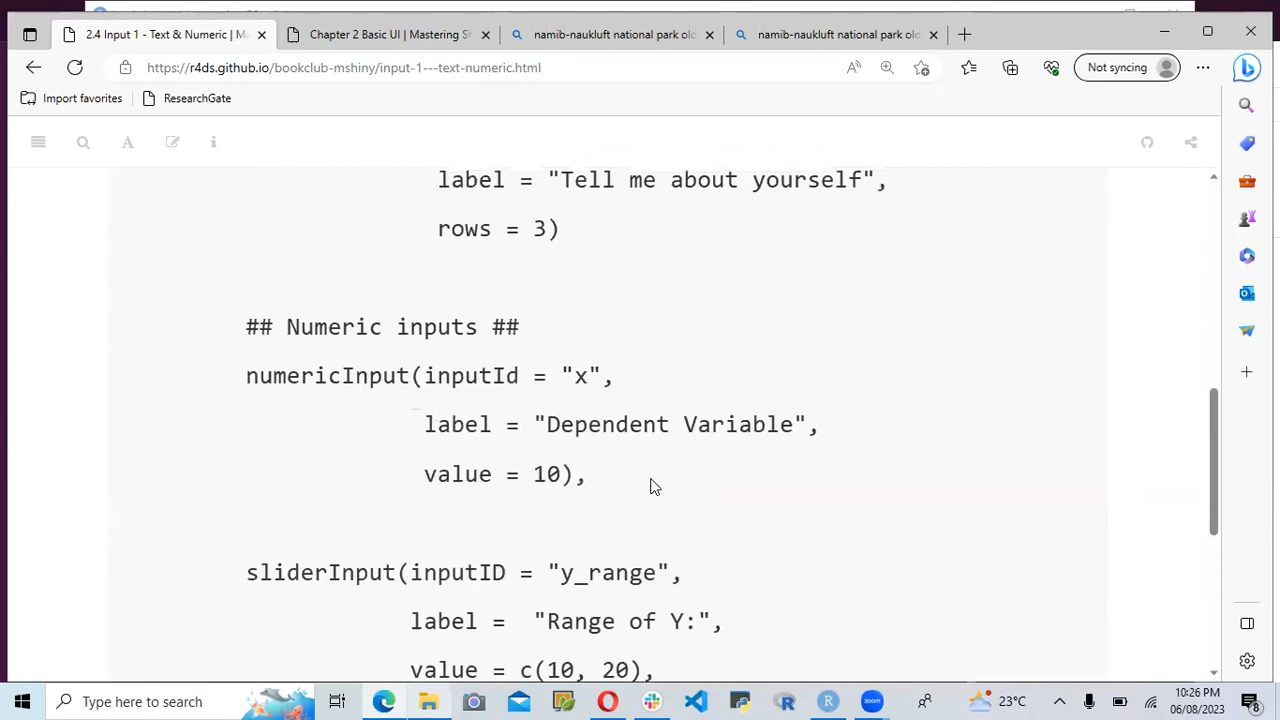 2.4 Input 1 - Text & Numeric | Ma
Chapter 2 Basic UI | Mastering Sh
namib-naukluft national park old
namib-naukluft national park old
https://r4ds.github.io/bookclub-mshiny/input-1---text-numeric.html
Not syncing
Import favorites
ResearchGate
label = "Tell me about yourself",
rows = 3)
## Numeric inputs ##
numericInput(inputId = "x",
label = "Dependent Variable",
value = 10),
sliderInput(inputID = "y_range",
label =  "Range of Y:",
value = c(10, 20),
Type here to search
23°C
10:26 PM
06/08/2023
8